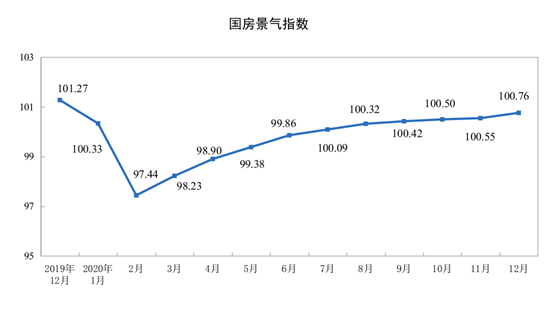 国房景气指数
103
101
99
97
95
101.27
100.33
97.44
98.23
98.90
99.38
99.86
100.09
100.32
100.42
100.50
100.55
100.76
2019年
12月
2020年
1月
2月
3月
4月
5月
6月
7月
8月
9月
10月
11月
12月